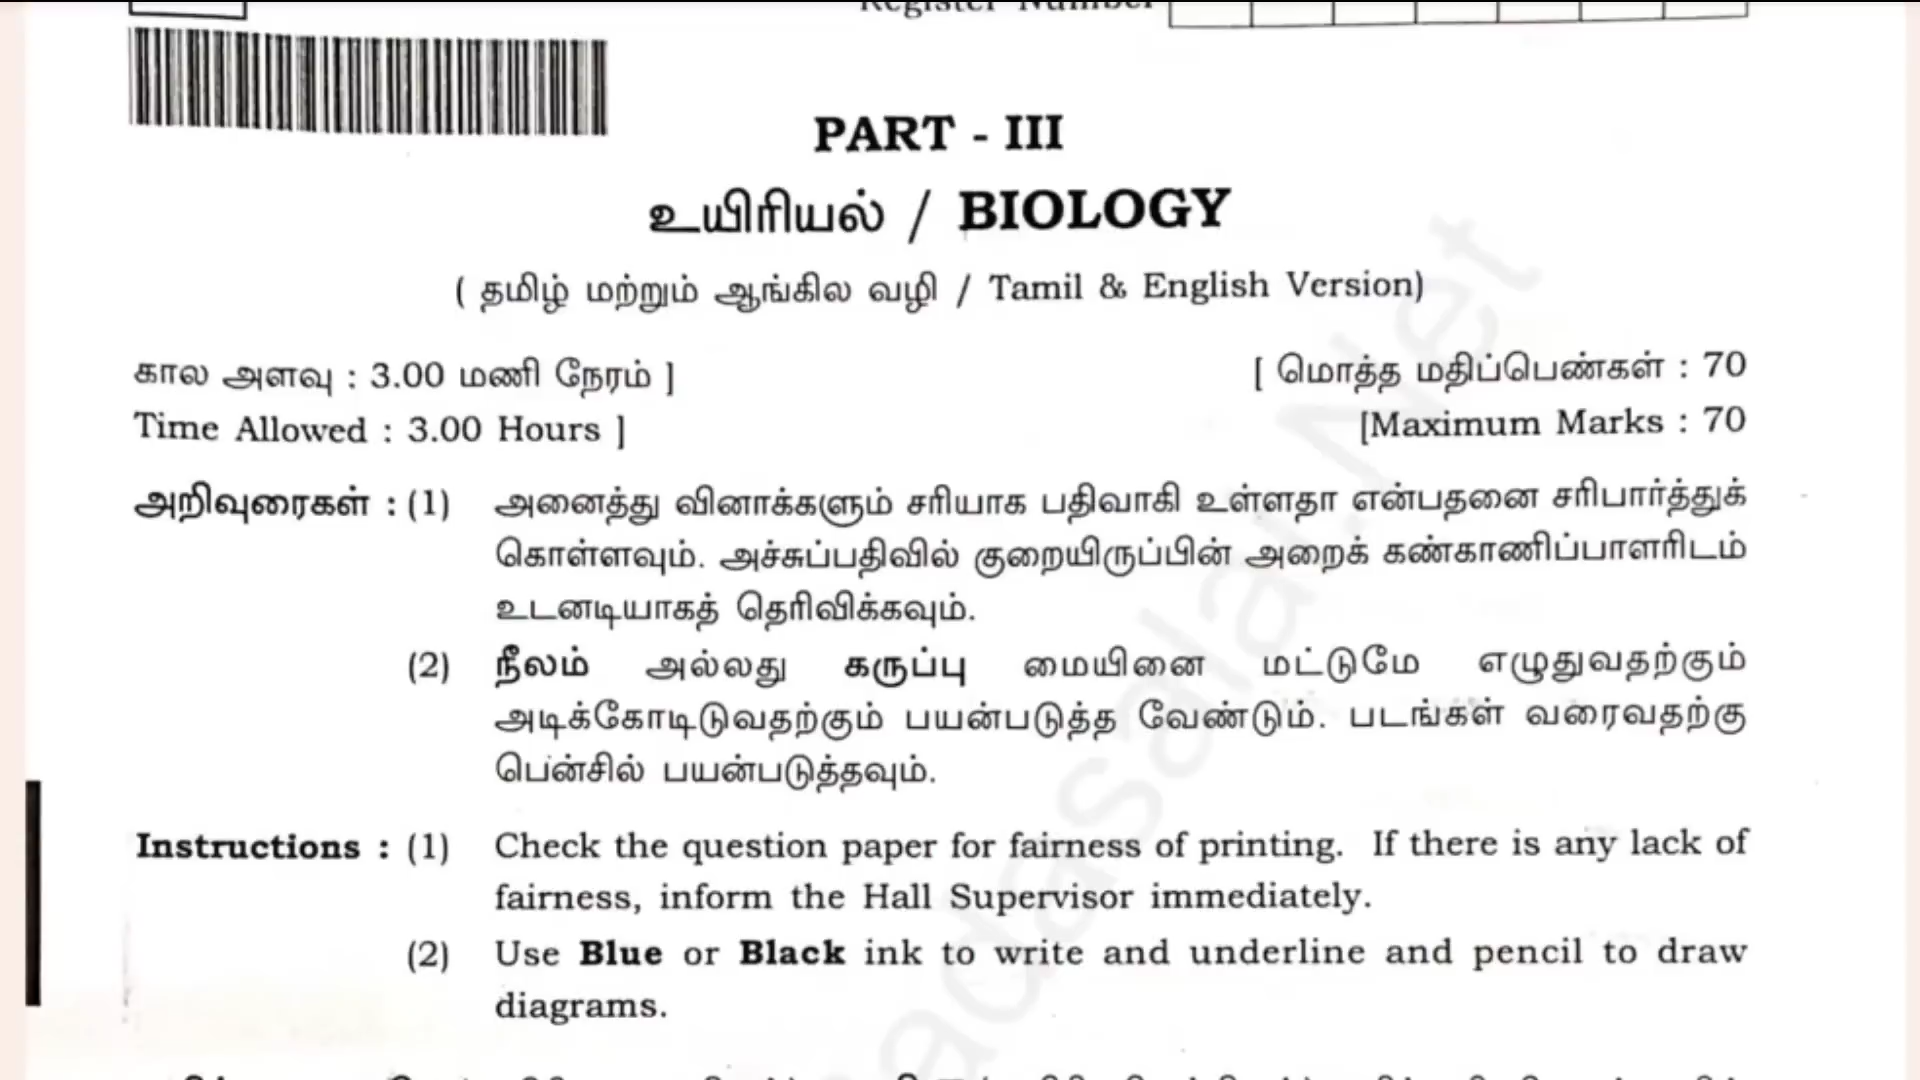 Register Number
PART - III
உயிரியல் / BIOLOGY
( தமிழ் மற்றும் ஆங்கில வழி / Tamil & English Version)
கால அளவு : 3.00 மணி நேரம் ]
[ மொத்த மதிப்பெண்கள் : 70
Time Allowed : 3.00 Hours ]
[Maximum Marks : 70
அறிவுரைகள் : (1) அனைத்து வினாக்களும் சரியாக பதிவாகி உள்ளதா என்பதனை சரிபார்த்துக்
கொள்ளவும். அச்சுப்பதிவில் குறையிருப்பின் அறைக் கண்காணிப்பாளரிடம்
உடனடியாகத் தெரிவிக்கவும்.
(2) நீலம் அல்லது கருப்பு மையினை மட்டுமே எழுதுவதற்கும்
அடிக்கோடிடுவதற்கும் பயன்படுத்த வேண்டும். படங்கள் வரைவதற்கு
பென்சில் பயன்படுத்தவும்.
Instructions : (1) Check the question paper for fairness of printing. If there is any lack of
fairness, inform the Hall Supervisor immediately.
(2) Use Blue or Black ink to write and underline and pencil to draw
diagrams.